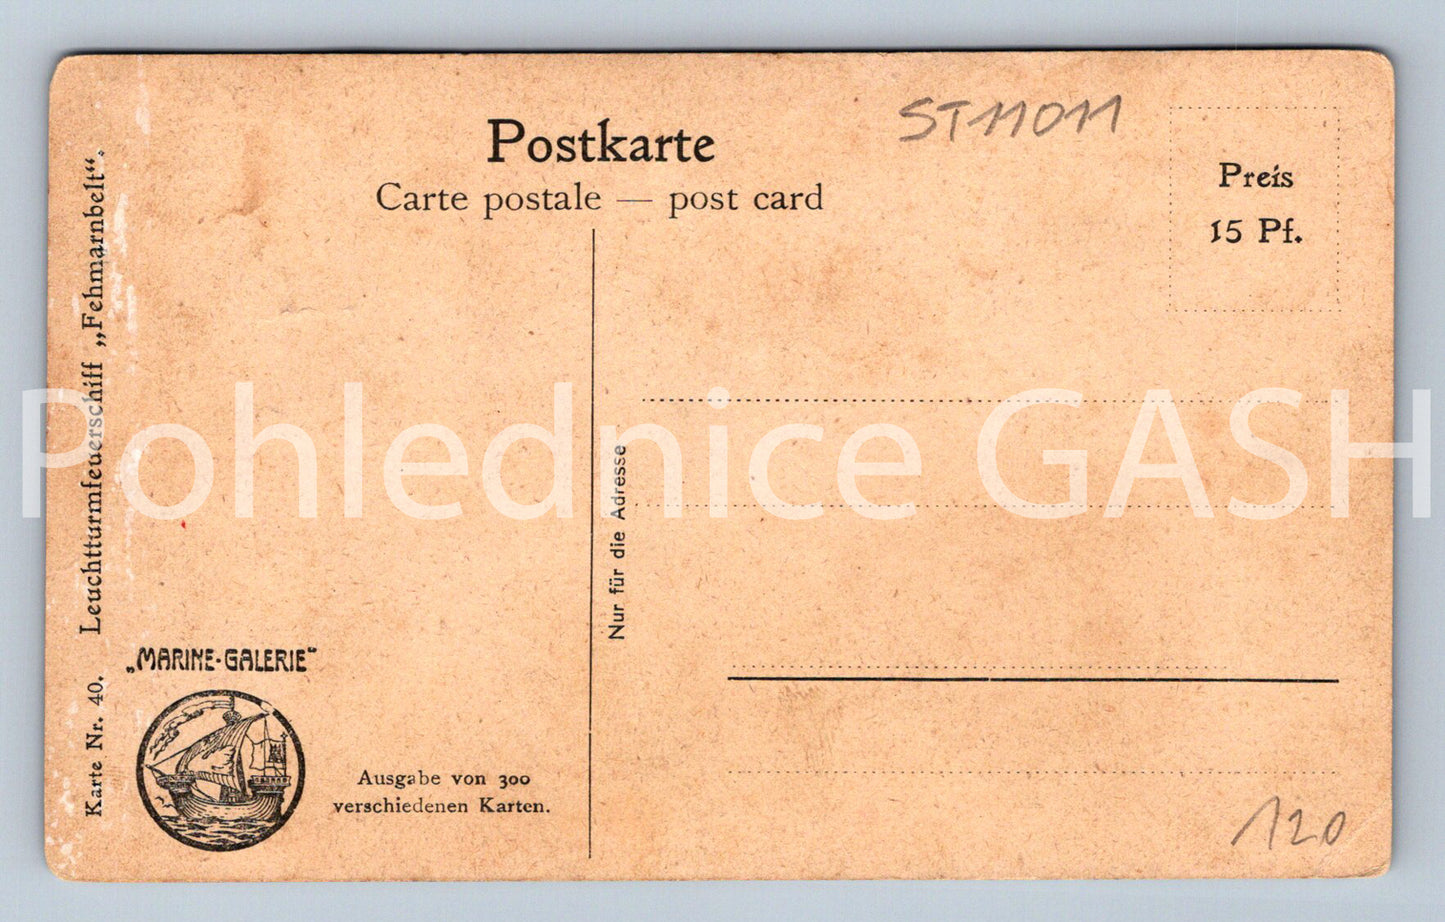 Postkarte
Carte postale — post card
ST11011
Preis
15 Pf.
Karte Nr. 40. Leuchtturmfeuerschiff „Fehmarnbelt“.
Pohlednice GASH
Nur für die Adresse
„MARINE-GALERIE“
Ausgabe von 300
verschiedenen Karten.
120